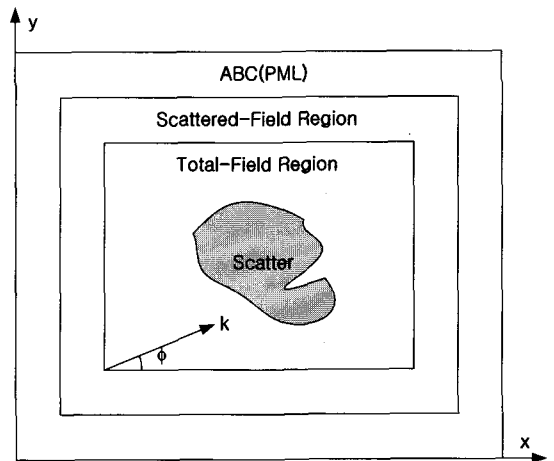 y
ABC(PML)
Scattered-Field Region
Total-Field Region
Scatter
k
ϕ
x